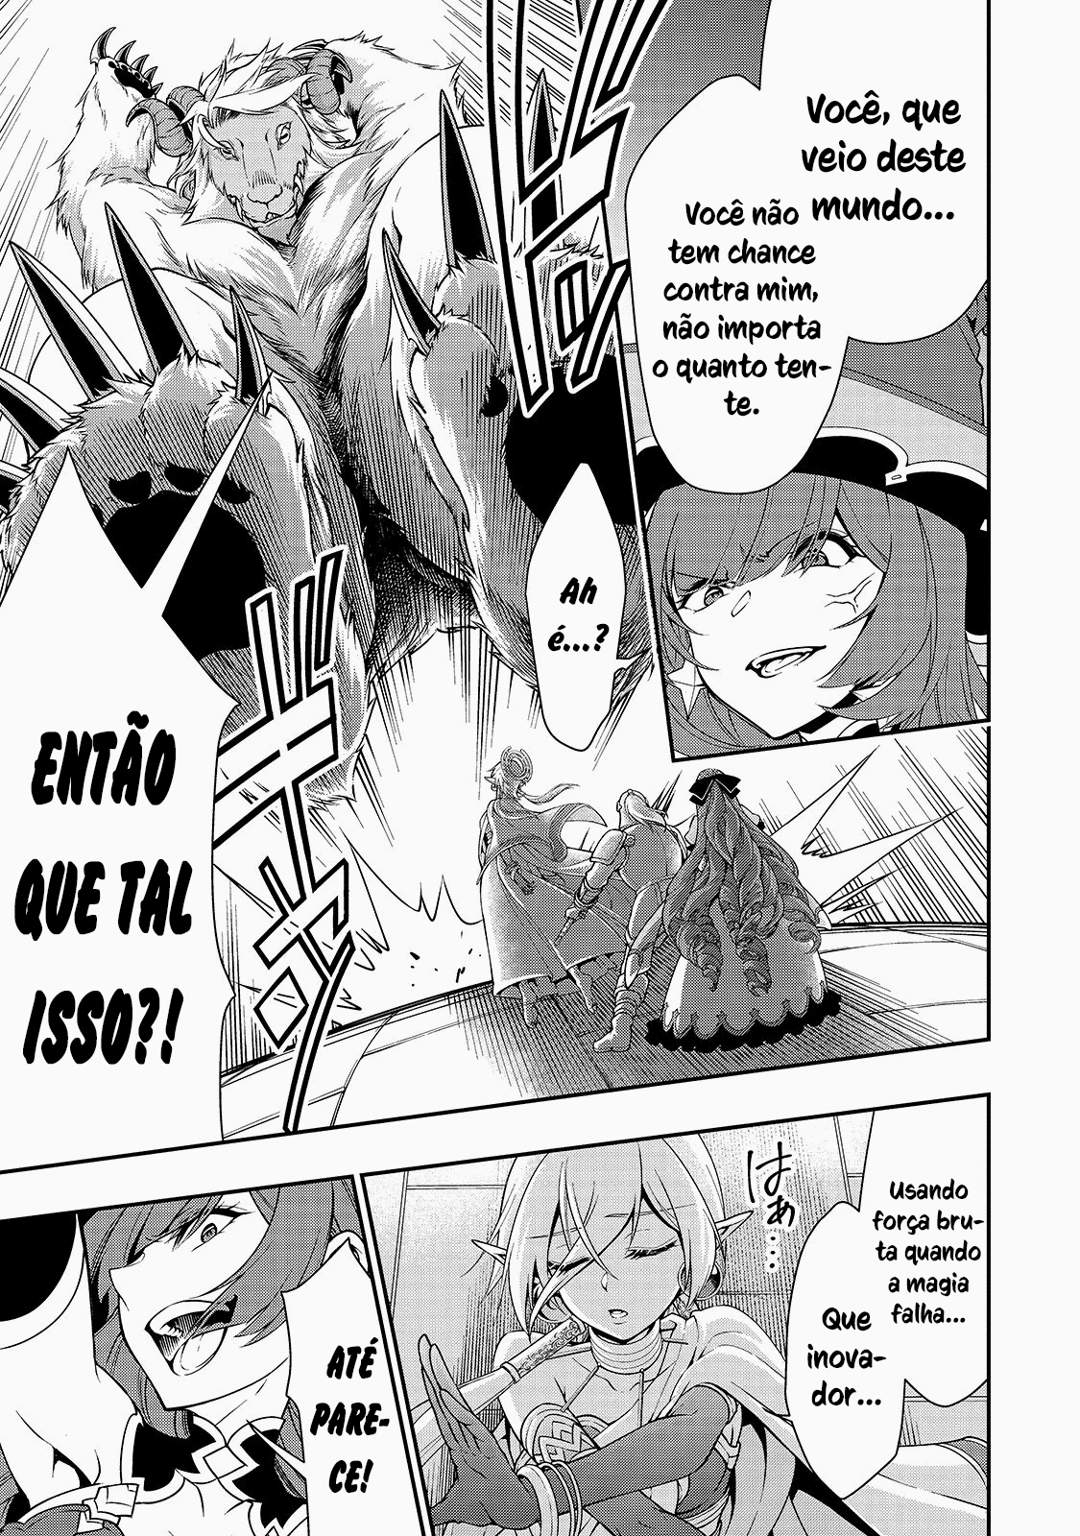 Você, que
veio deste
mundo...
Você não
tem chance
contra mim,
não importa
o quanto ten-
te.
Ah
é...?
ENTÃO
QUE TAL
ISSO?!
Usando
força bru-
ta quando
a magia
falha...
Que
inova-
dor...
はぁ…
ATÉ
PARE-
CE!